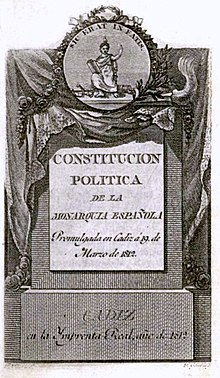 CONSTITUCION
POLITICA
DE LA
MONARQUIA ESPAÑOLA
Promulgada en Cádiz á 19 de
Marzo de 1812.
CADIZ
en la Imprenta Real, año de 1812